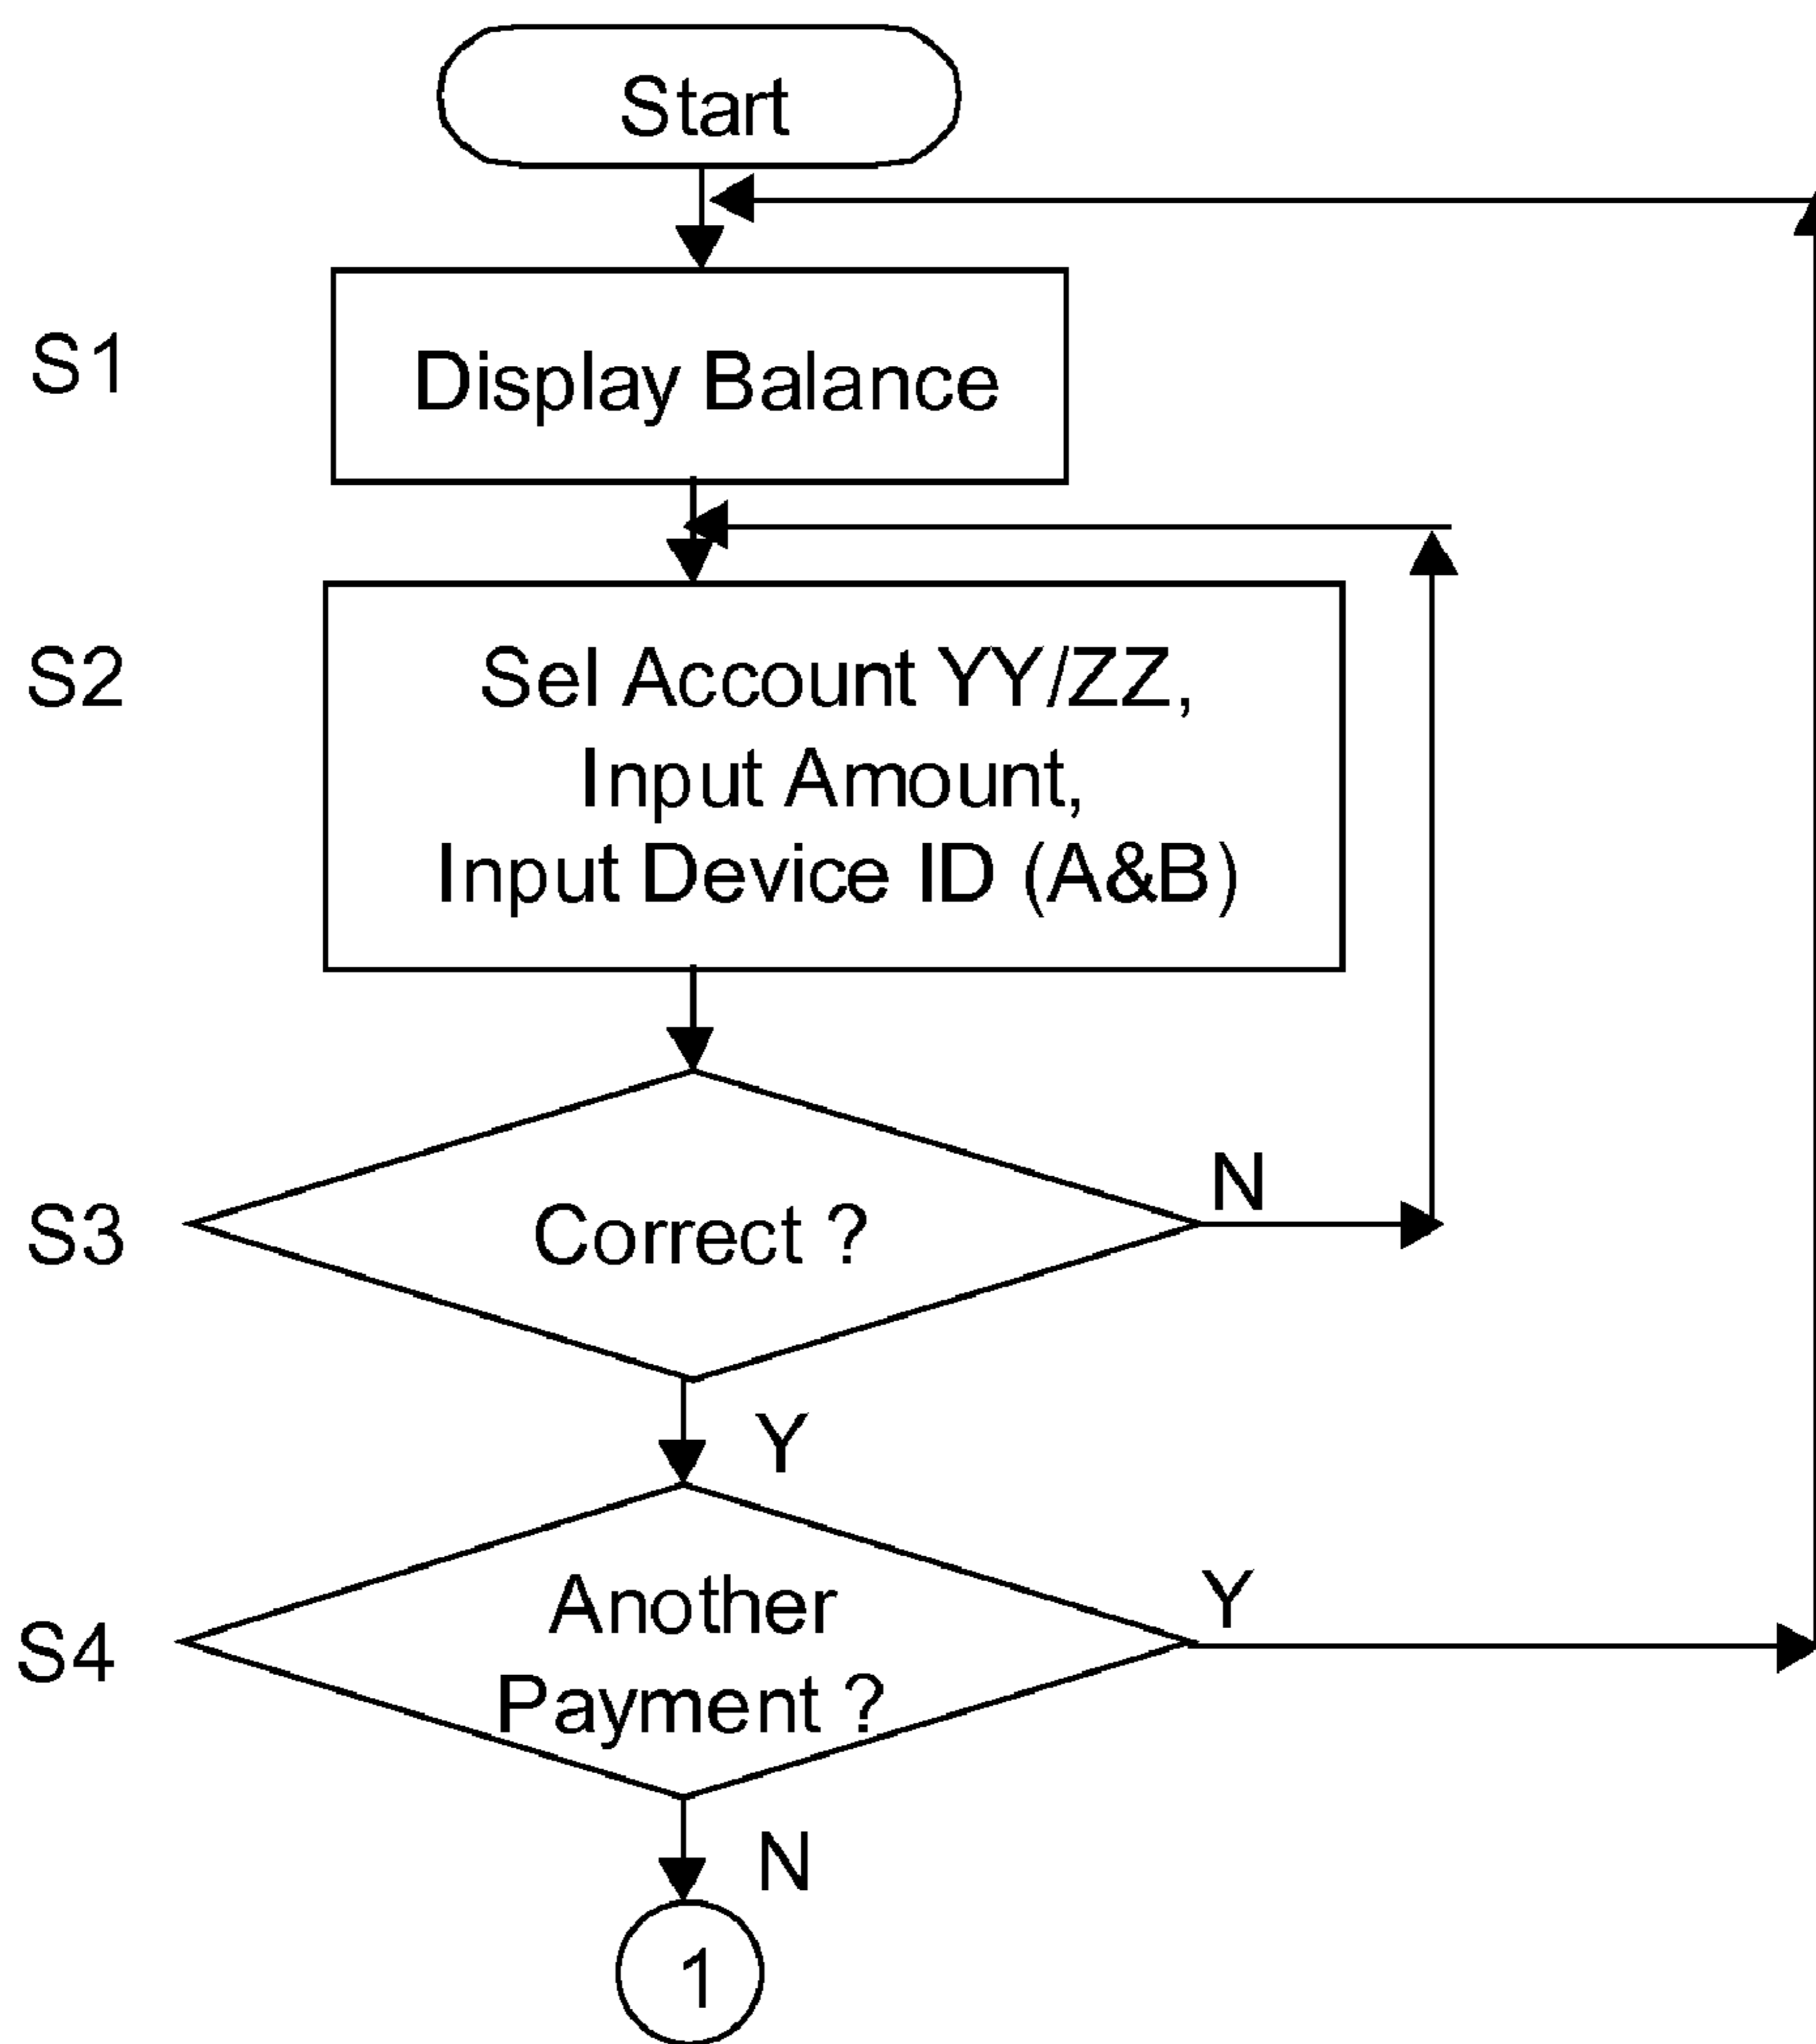 Start
S1
Display Balance
S2
Sel Account YY/ZZ,
Input Amount,
Input Device ID (A&B)
N
S3
Correct ?
Y
Another
Y
S4
Payment ?
N
1